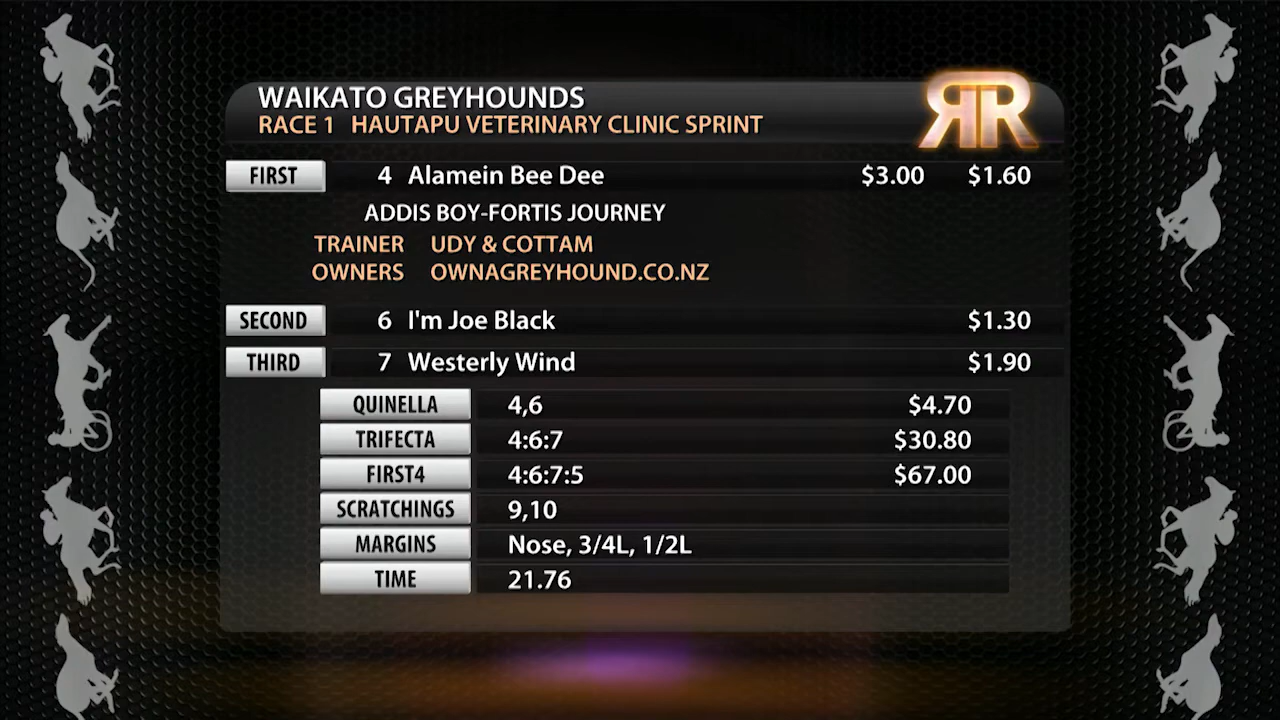 WAIKATO GREYHOUNDS
RACE 1 HAUTAPU VETERINARY CLINIC SPRINT
RR
FIRST 4 Alamein Bee Dee $3.00 $1.60
ADDIS BOY-FORTIS JOURNEY
TRAINER UDY & COTTAM
OWNERS OWNAGREYHOUND.CO.NZ
SECOND 6 I'm Joe Black $1.30
THIRD 7 Westerly Wind $1.90
QUINELLA 4,6 $4.70
TRIFECTA 4:6:7 $30.80
FIRST4 4:6:7:5 $67.00
SCRATCHINGS 9,10
MARGINS Nose, 3/4L, 1/2L
TIME 21.76